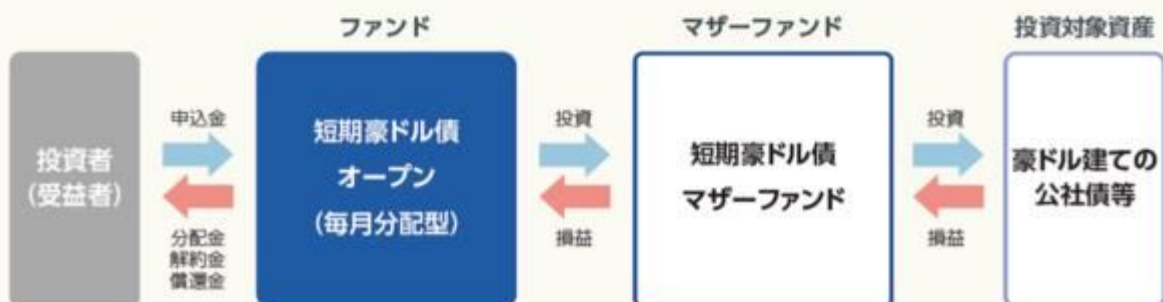 ファンド
マザーファンド
投資対象資産
投資者
(受益者)
申込金
分配金
解約金
償還金
短期豪ドル債
オープン
(毎月分配型)
投資
損益
短期豪ドル債
マザーファンド
投資
損益
豪ドル建ての
公社債等